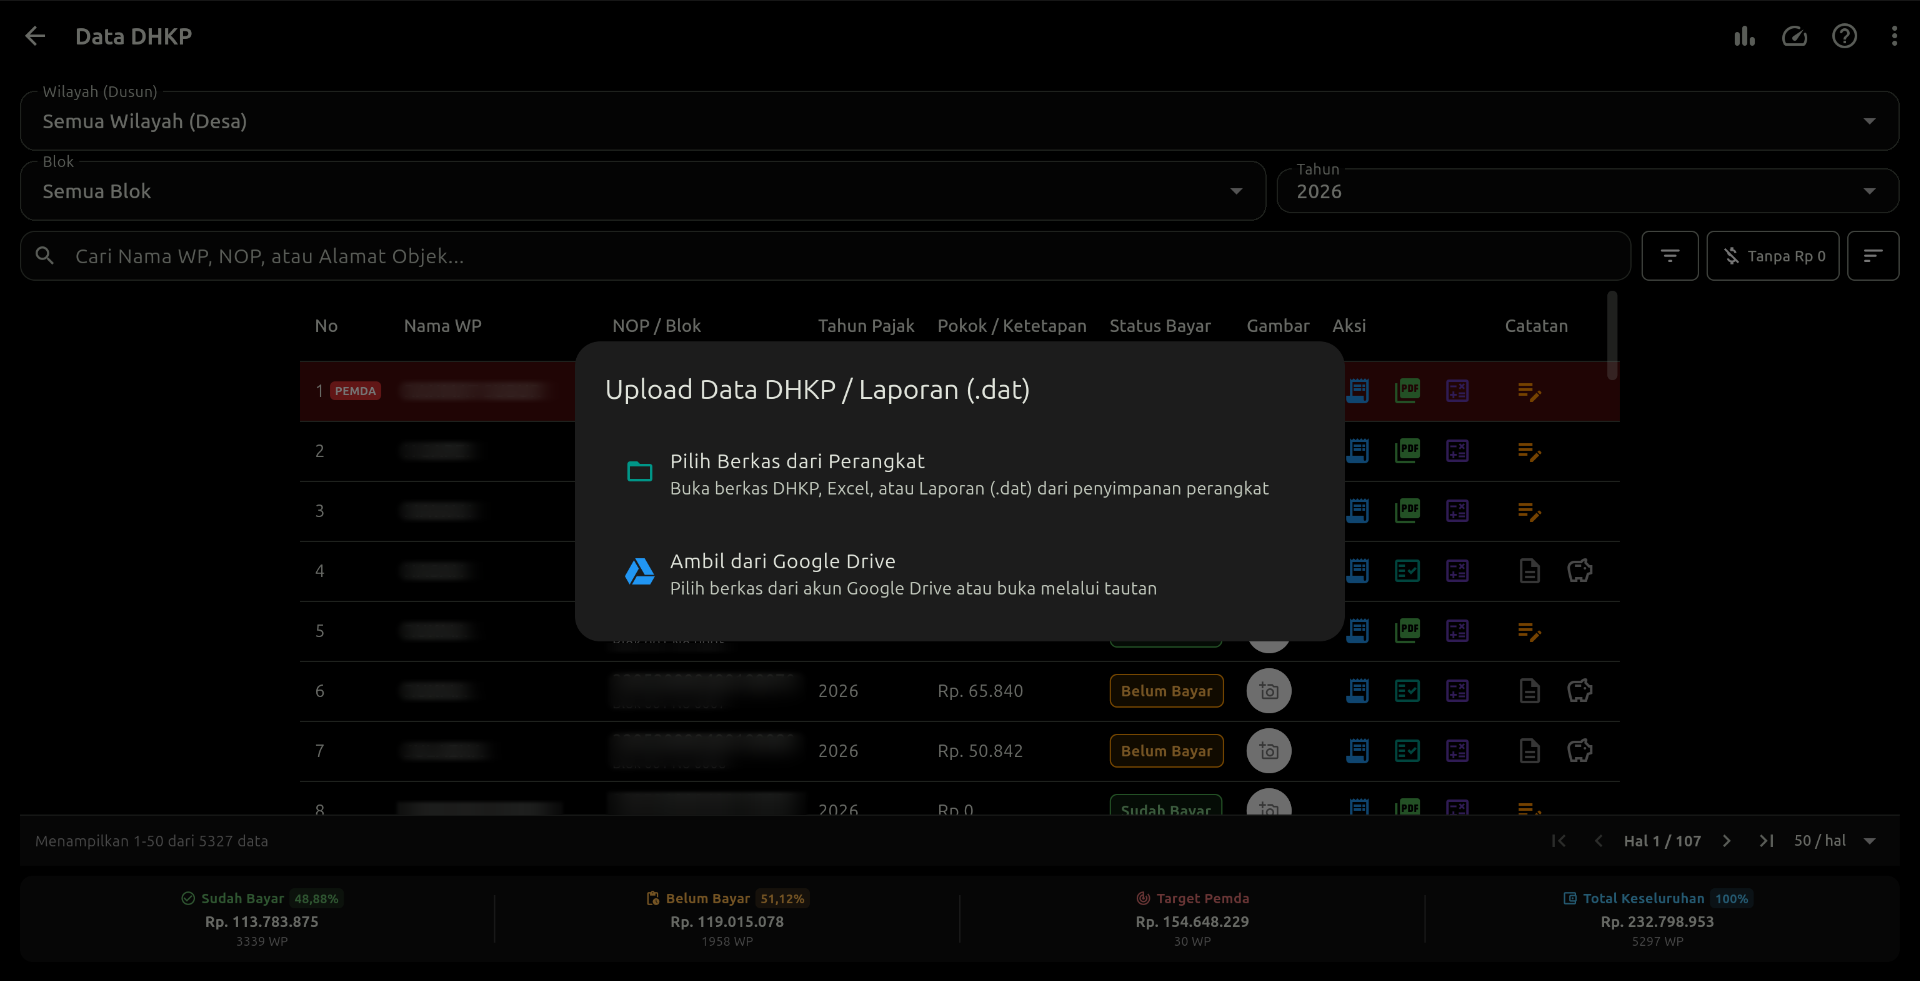 Data DHKP
Wilayah (Dusun)
Semua Wilayah (Desa)
Blok
Semua Blok
Tahun
2026
Cari Nama WP, NOP, atau Alamat Objek...
Tanpa Rp 0
No Nama WP NOP / Blok Tahun Pajak Pokok / Ketetapan Status Bayar Gambar Aksi Catatan
1 PEMDA PDF
2 PDF
3 PDF
4
5 PDF
Upload Data DHKP / Laporan (.dat)
Pilih Berkas dari Perangkat
Buka berkas DHKP, Excel, atau Laporan (.dat) dari penyimpanan perangkat
Ambil dari Google Drive
Pilih berkas dari akun Google Drive atau buka melalui tautan
6 2026 Rp. 65.840 Belum Bayar
7 2026 Rp. 50.842 Belum Bayar
8 2026 Rp 0 Sudah Bayar PDF
Menampilkan 1-50 dari 5327 data
Hal 1 / 107
50 / hal
Sudah Bayar 48,88%
Rp. 113.783.875
3339 WP
Belum Bayar 51,12%
Rp. 119.015.078
1958 WP
Target Pemda
Rp. 154.648.229
30 WP
Total Keseluruhan 100%
Rp. 232.798.953
5297 WP